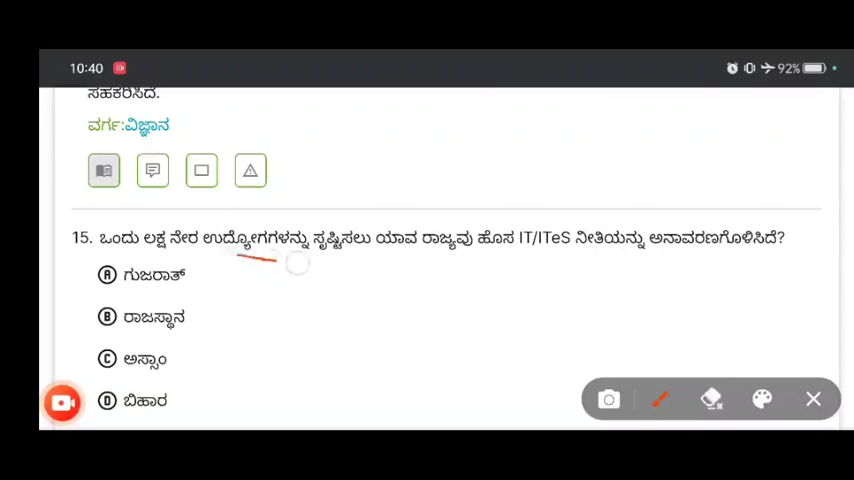 10:40
92%
ಸಹಕರಿಸಿದೆ.
ವರ್ಗ:ವಿಜ್ಞಾನ
15. ಒಂದು ಲಕ್ಷ ನೇರ ಉದ್ಯೋಗಗಳನ್ನು ಸೃಷ್ಟಿಸಲು ಯಾವ ರಾಜ್ಯವು ಹೊಸ IT/ITeS ನೀತಿಯನ್ನು ಅನಾವರಣಗೊಳಿಸಿದೆ?
A ಗುಜರಾತ್
B ರಾಜಸ್ಥಾನ
C ಅಸ್ಸಾಂ
D ಬಿಹಾರ